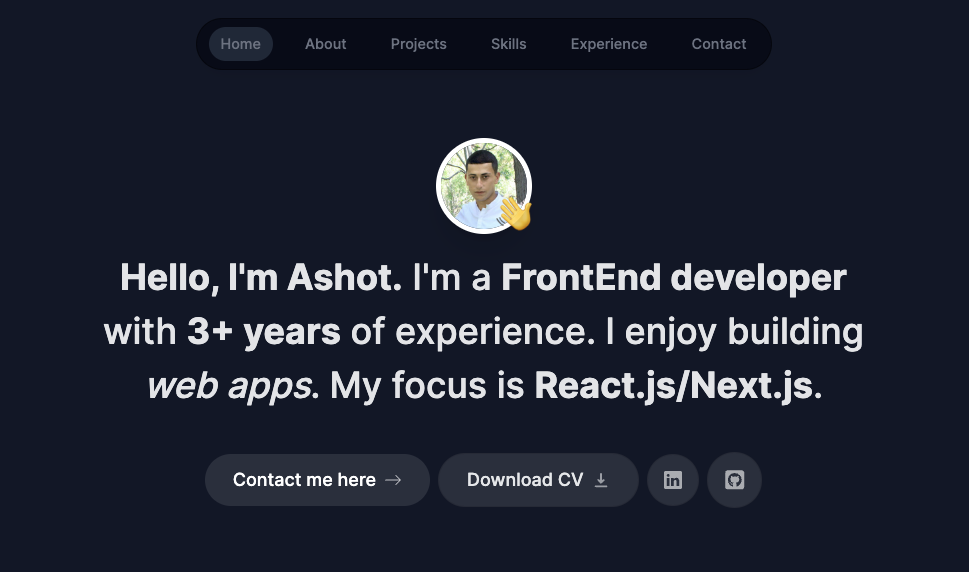 Home About Projects Skills Experience Contact
Hello, I'm Ashot. I'm a FrontEnd developer
with 3+ years of experience. I enjoy building
web apps. My focus is React.js/Next.js.
Contact me here → Download CV in